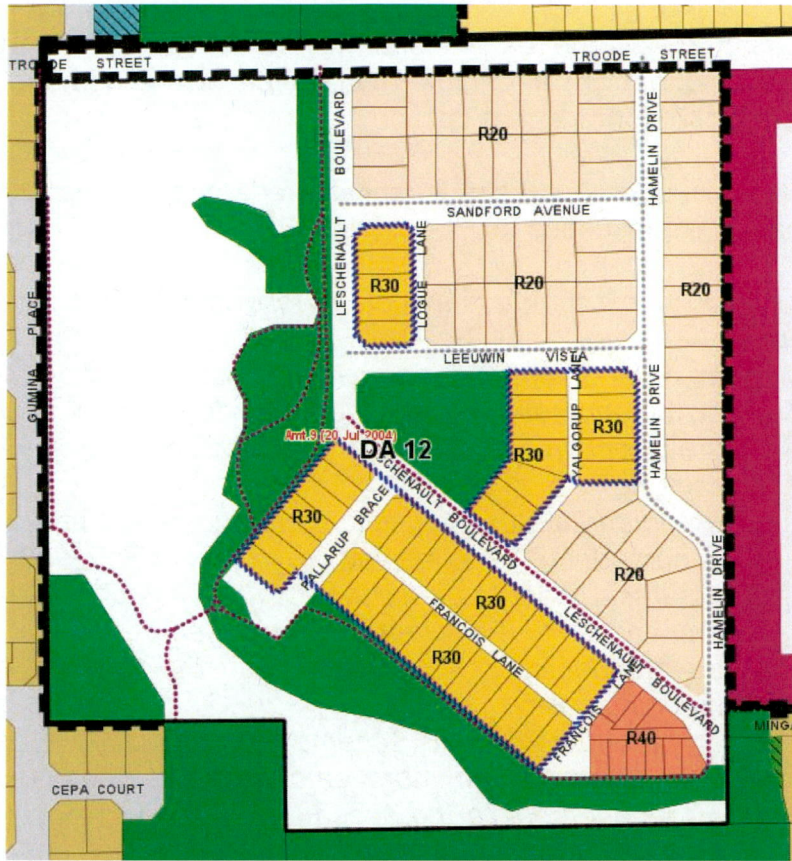 TROODE STREET
TROODE STREET
BOULEVARD
R20
HAMELIN DRIVE
SANDFORD AVENUE
LESCHENAULT
R30
LOGUE LANE
R20
R20
GUMINA PLACE
LEEUWIN VISTA
YALGORUP LANE
R30
R30
HAMELIN DRIVE
Amt 9 (20 Jul 2004)
DA 12
LESCHENAULT BOULEVARD
R30
PALLARUP BRACE
R20
HAMELIN DRIVE
R30
FRANCOIS LANE
R30
LESCHENAULT BOULEVARD
FRANCOIS LANE
R40
MINGA
CEPA COURT